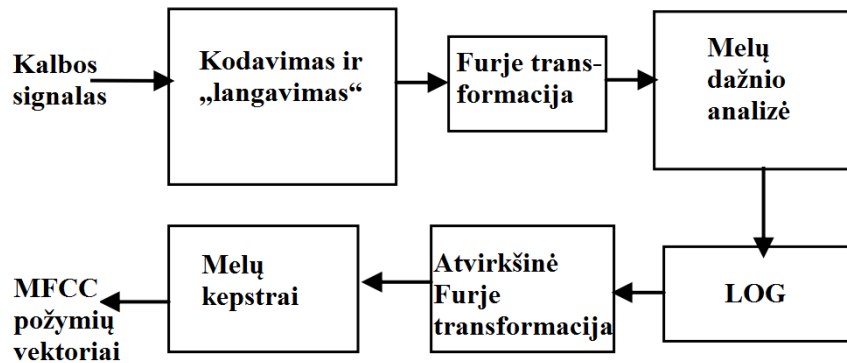 Kalbos
signalas
Kodavimas ir
„langavimas“
Furje trans-
formacija
Melų
dažnio
analizė
LOG
Atvirkšinė
Furje
transformacija
Melų
kepstrai
MFCC
požymių
vektoriai